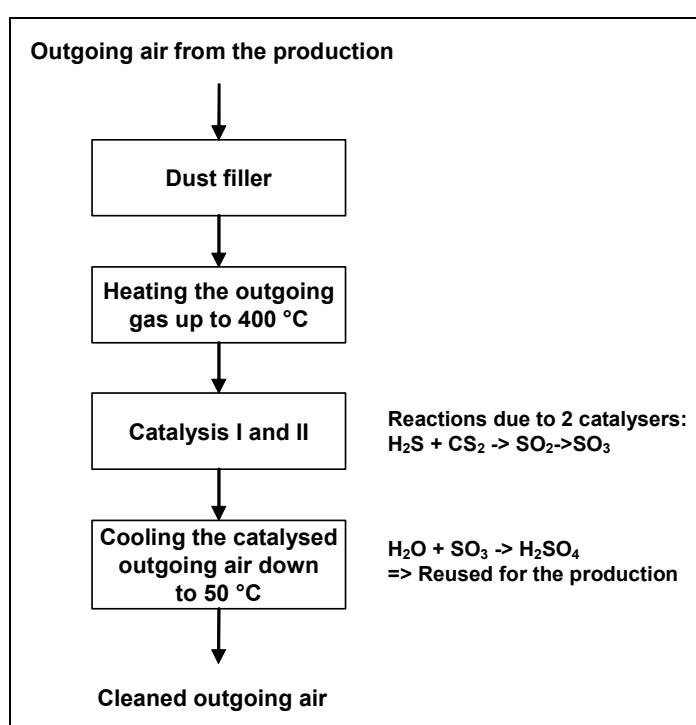 Outgoing air from the production
Dust filler
Heating the outgoing
gas up to 400 °C
Catalysis I and II
Reactions due to 2 catalysers:
H₂S + CS₂ -> SO₂->SO₃
Cooling the catalysed
outgoing air down
to 50 °C
H₂O + SO₃ -> H₂SO₄
=> Reused for the production
Cleaned outgoing air